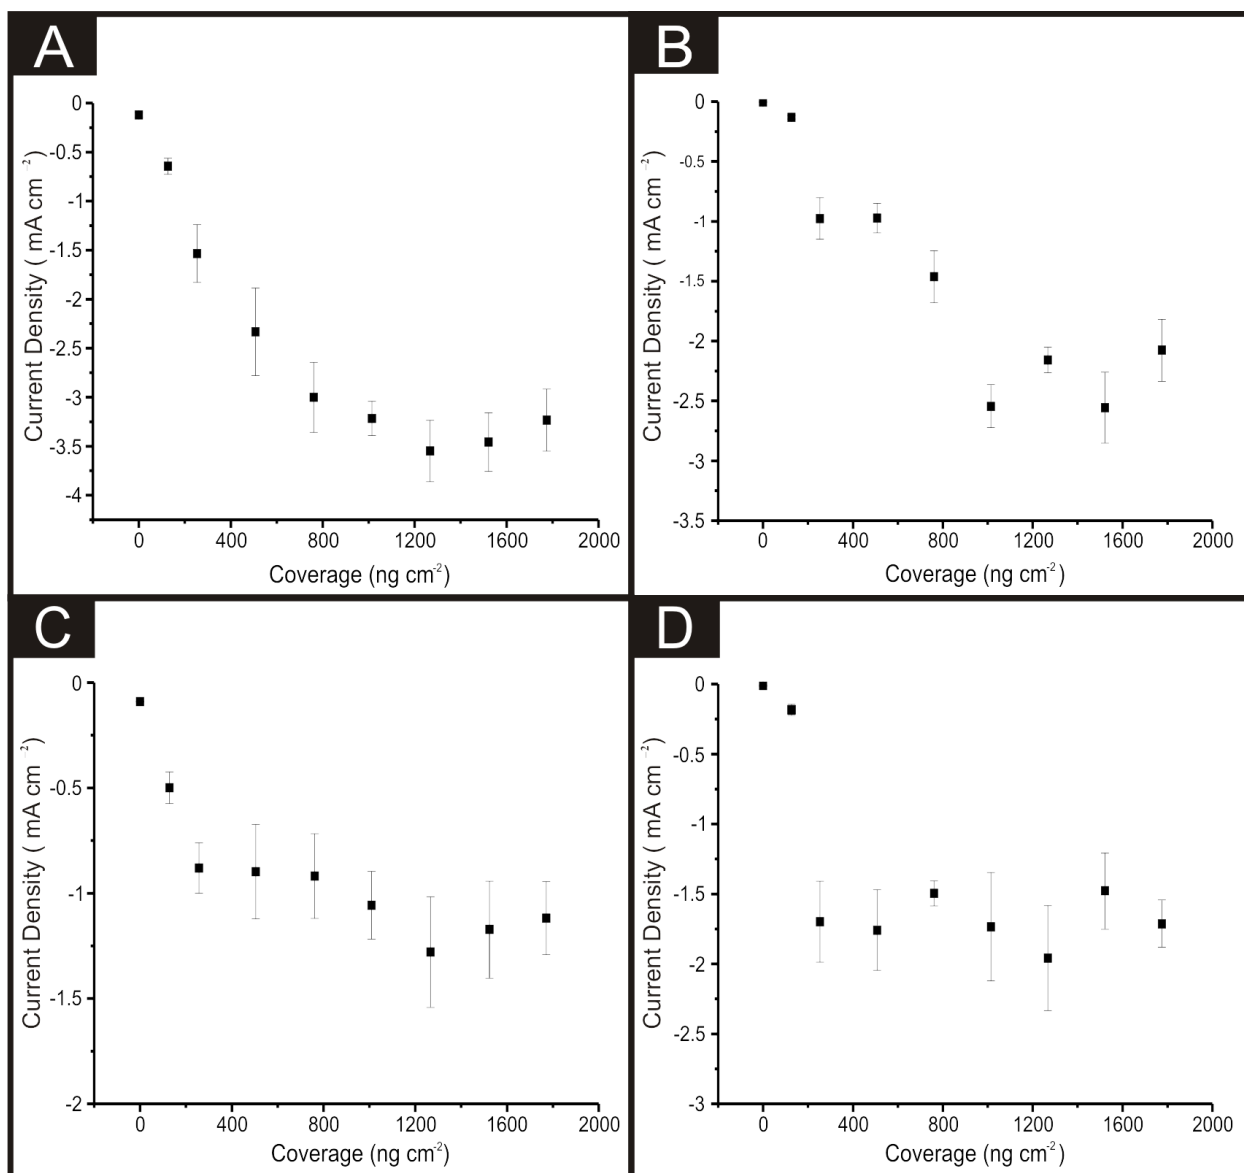 A
0
-0.5
-1
-1.5
-2
-2.5
-3
-3.5
-4
Current Density ( mA cm⁻²)
0 400 800 1200 1600 2000
Coverage (ng cm⁻²)
B
0
-0.5
-1
-1.5
-2
-2.5
-3
-3.5
Current Density ( mA cm⁻²)
0 400 800 1200 1600 2000
Coverage (ng cm⁻²)
C
0
-0.5
-1
-1.5
-2
Current Density ( mA cm⁻²)
0 400 800 1200 1600 2000
Coverage (ng cm⁻²)
D
0
-0.5
-1
-1.5
-2
-2.5
-3
Current Density ( mA cm⁻²)
0 400 800 1200 1600 2000
Coverage (ng cm⁻²)